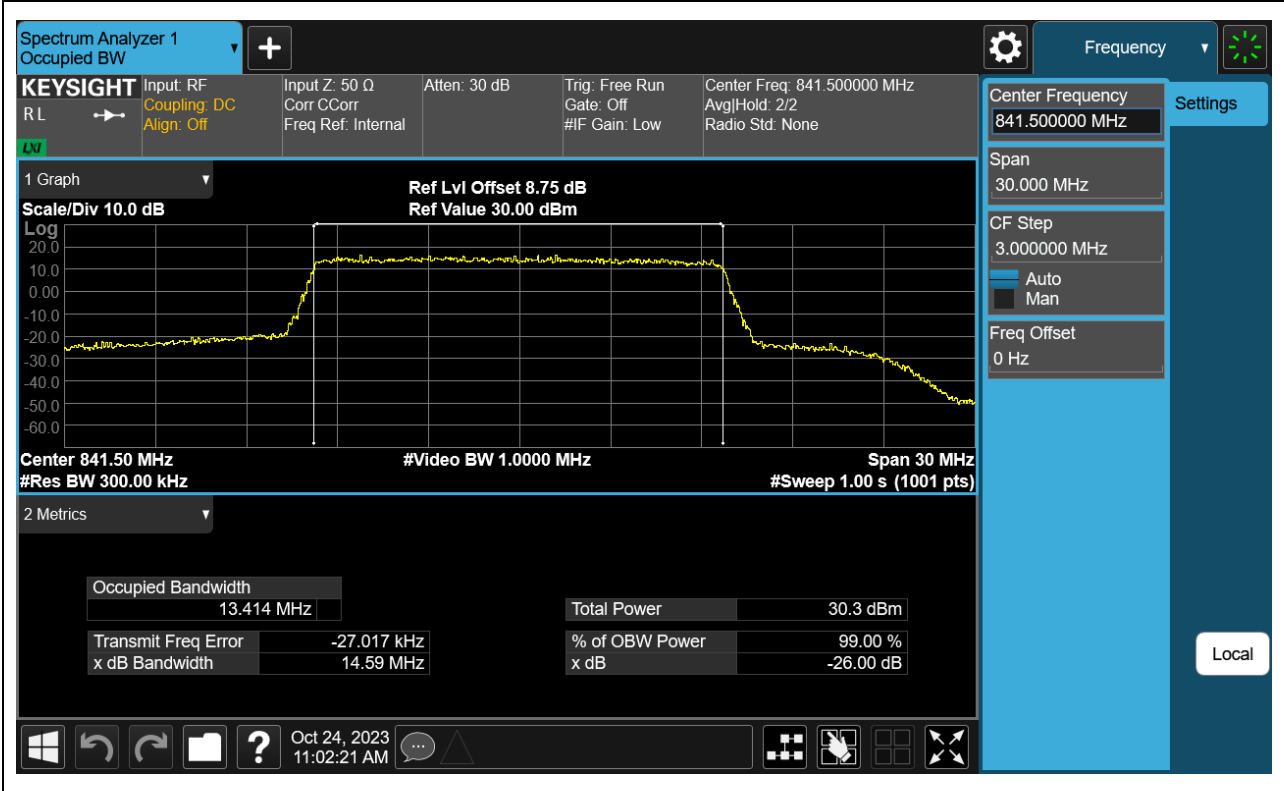 Spectrum Analyzer 1
Occupied BW
+
Frequency
KEYSIGHT
R L
LXI
Input: RF
Coupling: DC
Align: Off
Input Z: 50 Ω
Corr CCorr
Freq Ref: Internal
Atten: 30 dB
Trig: Free Run
Gate: Off
#IF Gain: Low
Center Freq: 841.500000 MHz
Avg|Hold: 2/2
Radio Std: None
Center Frequency
841.500000 MHz
Settings
Span
30.000 MHz
CF Step
3.000000 MHz
Auto
Man
Freq Offset
0 Hz
Local
1 Graph
Scale/Div 10.0 dB
Ref Lvl Offset 8.75 dB
Ref Value 30.00 dBm
Log
20.0
10.0
0.00
-10.0
-20.0
-30.0
-40.0
-50.0
-60.0
Center 841.50 MHz
#Video BW 1.0000 MHz
Span 30 MHz
#Res BW 300.00 kHz
#Sweep 1.00 s (1001 pts)
2 Metrics
Occupied Bandwidth
13.414 MHz
Total Power 30.3 dBm
Transmit Freq Error -27.017 kHz
% of OBW Power 99.00 %
x dB Bandwidth 14.59 MHz
x dB -26.00 dB
?
Oct 24, 2023
11:02:21 AM